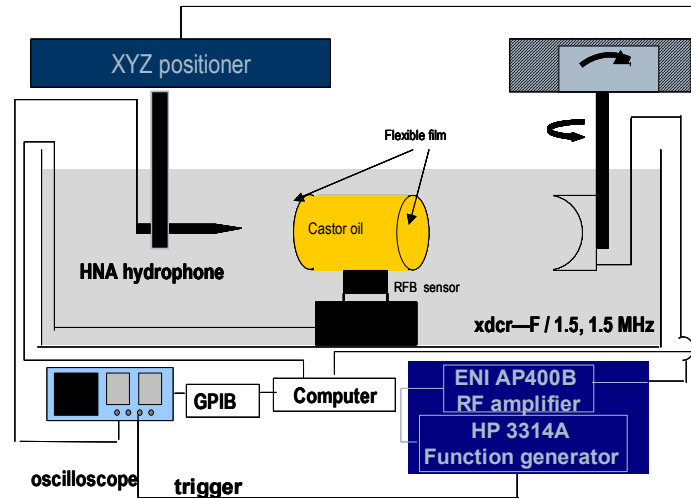 XYZ positioner
Flexible film
Castor oil
HNA hydrophone
RFB sensor
xdcr—F / 1.5, 1.5 MHz
GPIB
Computer
ENI AP400B
RF amplifier
HP 3314A
Function generator
oscilloscope
trigger